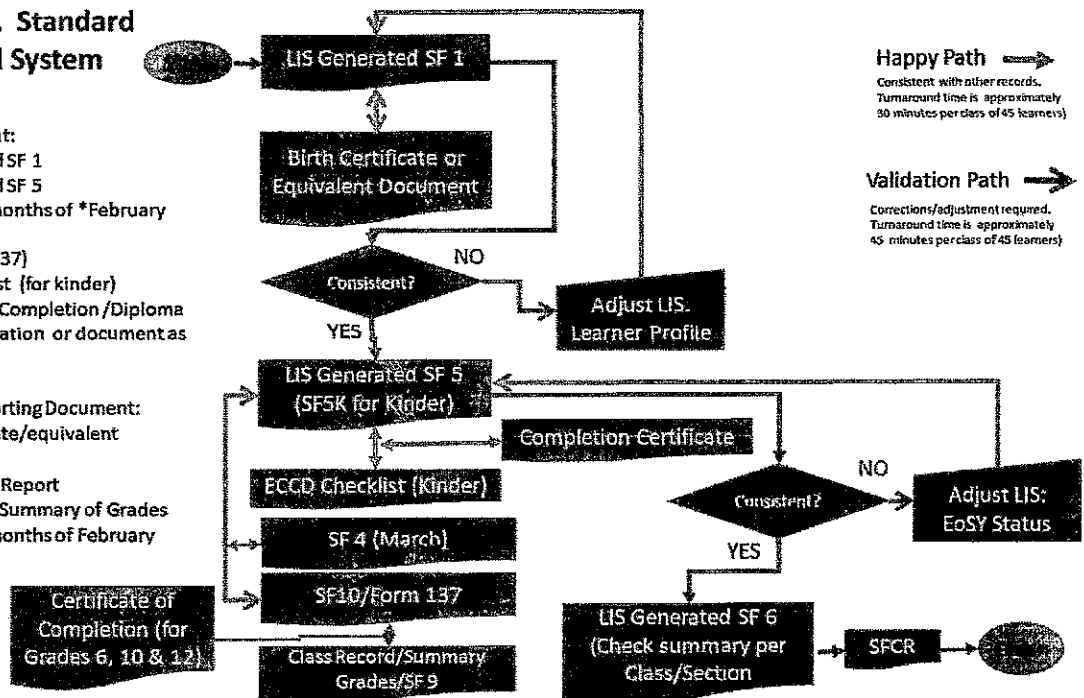 . Standard
l System
LIS Generated SF 1
Happy Path
Consistent with other records.
Turnaround time is approximately
30 minutes per class of 45 learners)
t:
SF 1
SF 5
months of *February
37)
st (for kinder)
Completion/Diploma
ation or document as
Birth Certificate or
Equivalent Document
Validation Path
Corrections/adjustment required.
Turnaround time is approximately
45 minutes per class of 45 learners)
Consistent?
NO
Adjust LIS:
Learner Profile
YES
LIS Generated SF 5
(SF5K for Kinder)
rting Document:
te/equivalent
Report
Summary of Grades
months of February
Completion Certificate
ECCD Checklist (Kinder)
Consistent?
NO
Adjust LIS:
EoSY Status
SF 4 (March)
YES
SF10/Form 137
Certificate of
Completion (for
Grades 6, 10 & 12)
Class Record/Summary
Grades/SF 9
LIS Generated SF 6
(Check summary per
Class/Section
SFCR